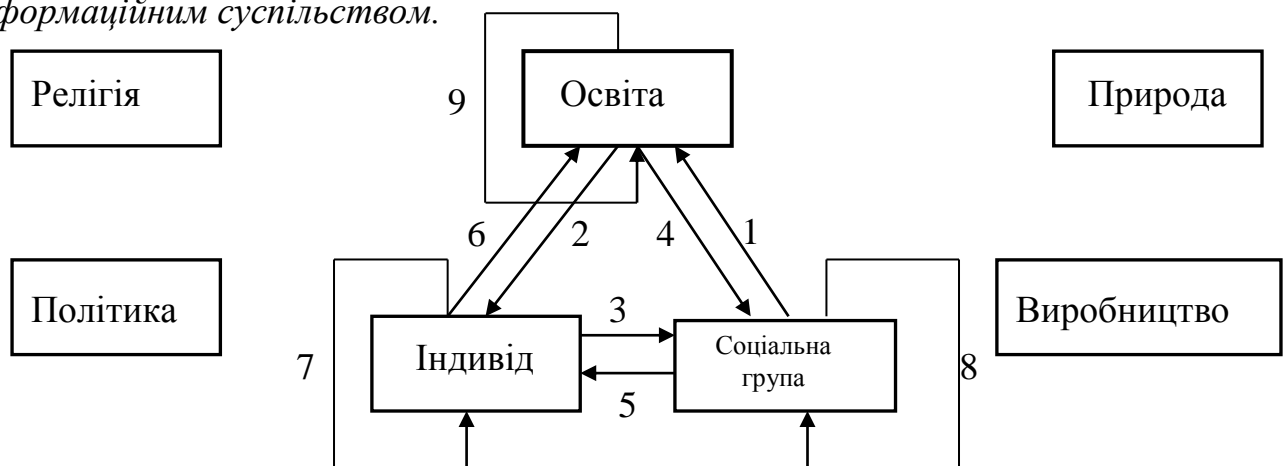 формаційним суспільством.
Релігія
9
Освіта
Природа
6
2
4
1
Політика
3
Виробництво
7
Індивід
Соціальна
група
8
5